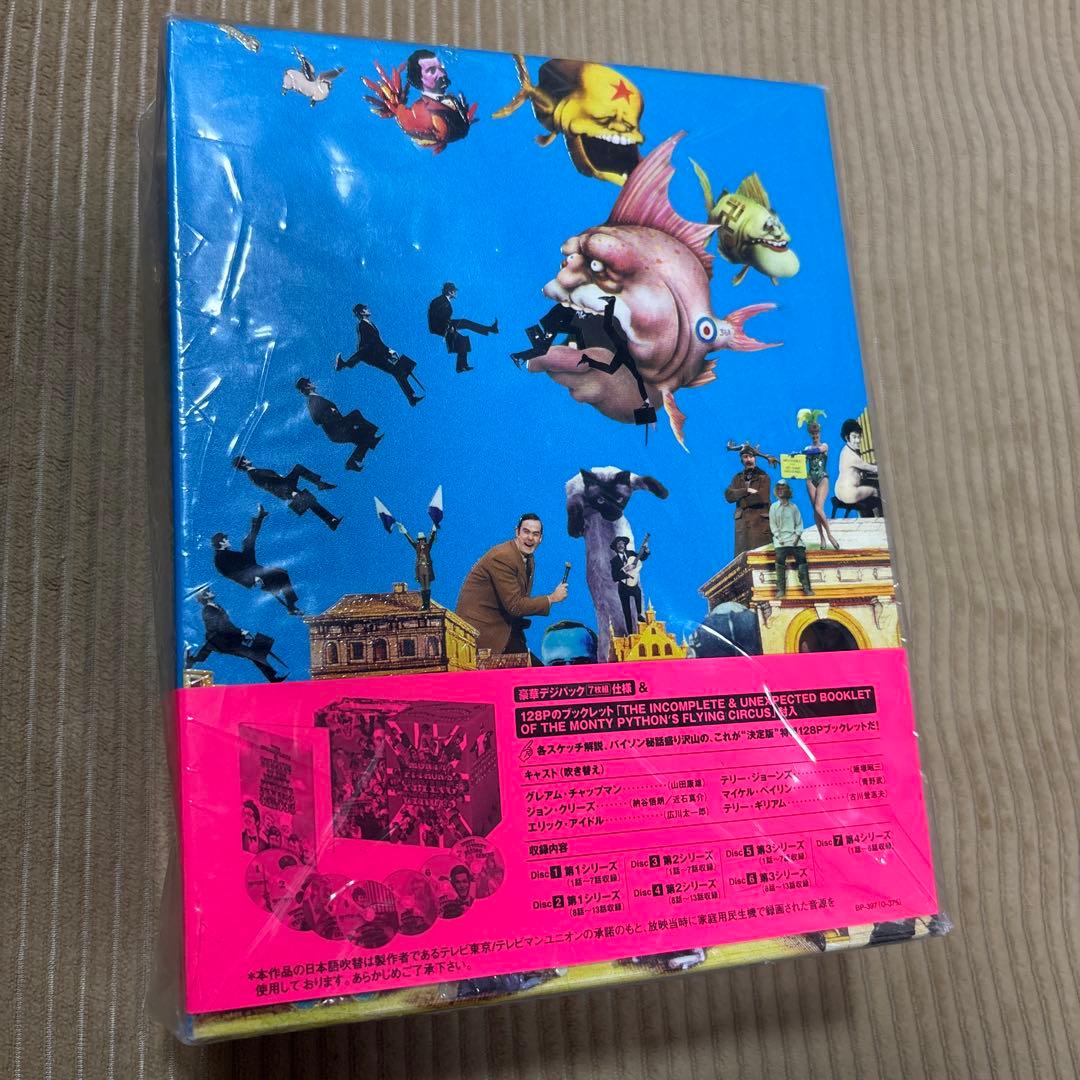 豪華デジパック[7枚組]仕様 &
128Pのブックレット「THE INCOMPLETE & UNEXPECTED BOOKLET
OF THE MONTY PYTHON'S FLYING CIRCUS」封入
各スケッチ解説、パイソン秘話盛り沢山の、これが"決定版"特製128Pブックレットだ!
キャスト(吹き替え)
グレアム・チャップマン…………(山田康雄)
ジョン・クリーズ………(納谷悟朗/近石真介)
エリック・アイドル………………(広川太一郎)
テリー・ジョーンズ……………(飯塚昭三)
マイケル・ペイリン……………(青野武)
テリー・ギリアム……………(古川登志夫)
収録内容
Disc 1 第1シリーズ
(1話~7話収録)
Disc 2 第1シリーズ
(8話~13話収録)
Disc 3 第2シリーズ
(1話~7話収録)
Disc 4 第2シリーズ
(8話~13話収録)
Disc 5 第3シリーズ
(1話~7話収録)
Disc 6 第3シリーズ
(8話~13話収録)
Disc 7 第4シリーズ
(1話~6話収録)
BP-397(0-375)
*本作品の日本語吹替は製作者であるテレビ東京/テレビマンユニオンの承諾のもと、放映当時に家庭用民生機で録画された音源を
使用しております。あらかじめご了承下さい。